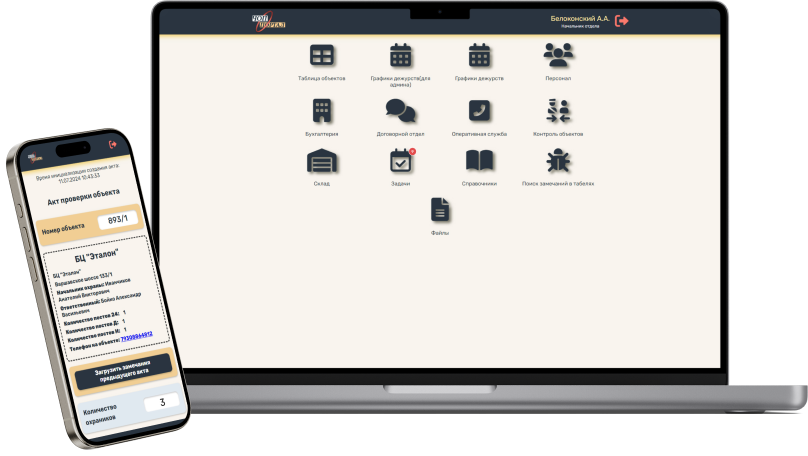 ЧОП
ПОРТАЛ
Белоконский А.А.
Начальник отдела
Таблица объектов
Графики дежурств(для
админа)
Графики дежурств
Персонал
Бухгалтерия
Договорной отдел
Оперативная служба
Контроль объектов
Склад
Задачи
Справочники
Поиск замечаний в табелях
Файлы
Время инициализации создания акта:
11.07.2024 10:43:33
Акт проверки объекта
Номер объекта
893/1
БЦ "Эталон"
БЦ "Эталон"
Варшавское шоссе 133/1
Начальник охраны: Иванчиков
Анатолий Викторович
Ответственный: Бойко Александр
Васильевич
Количество постов 24: 1
Количество постов Д: 1
Количество постов Н: 1
Телефон на объекте: 79300864912
Загрузить замечания
предыдущего акта
Количество
охранников
3